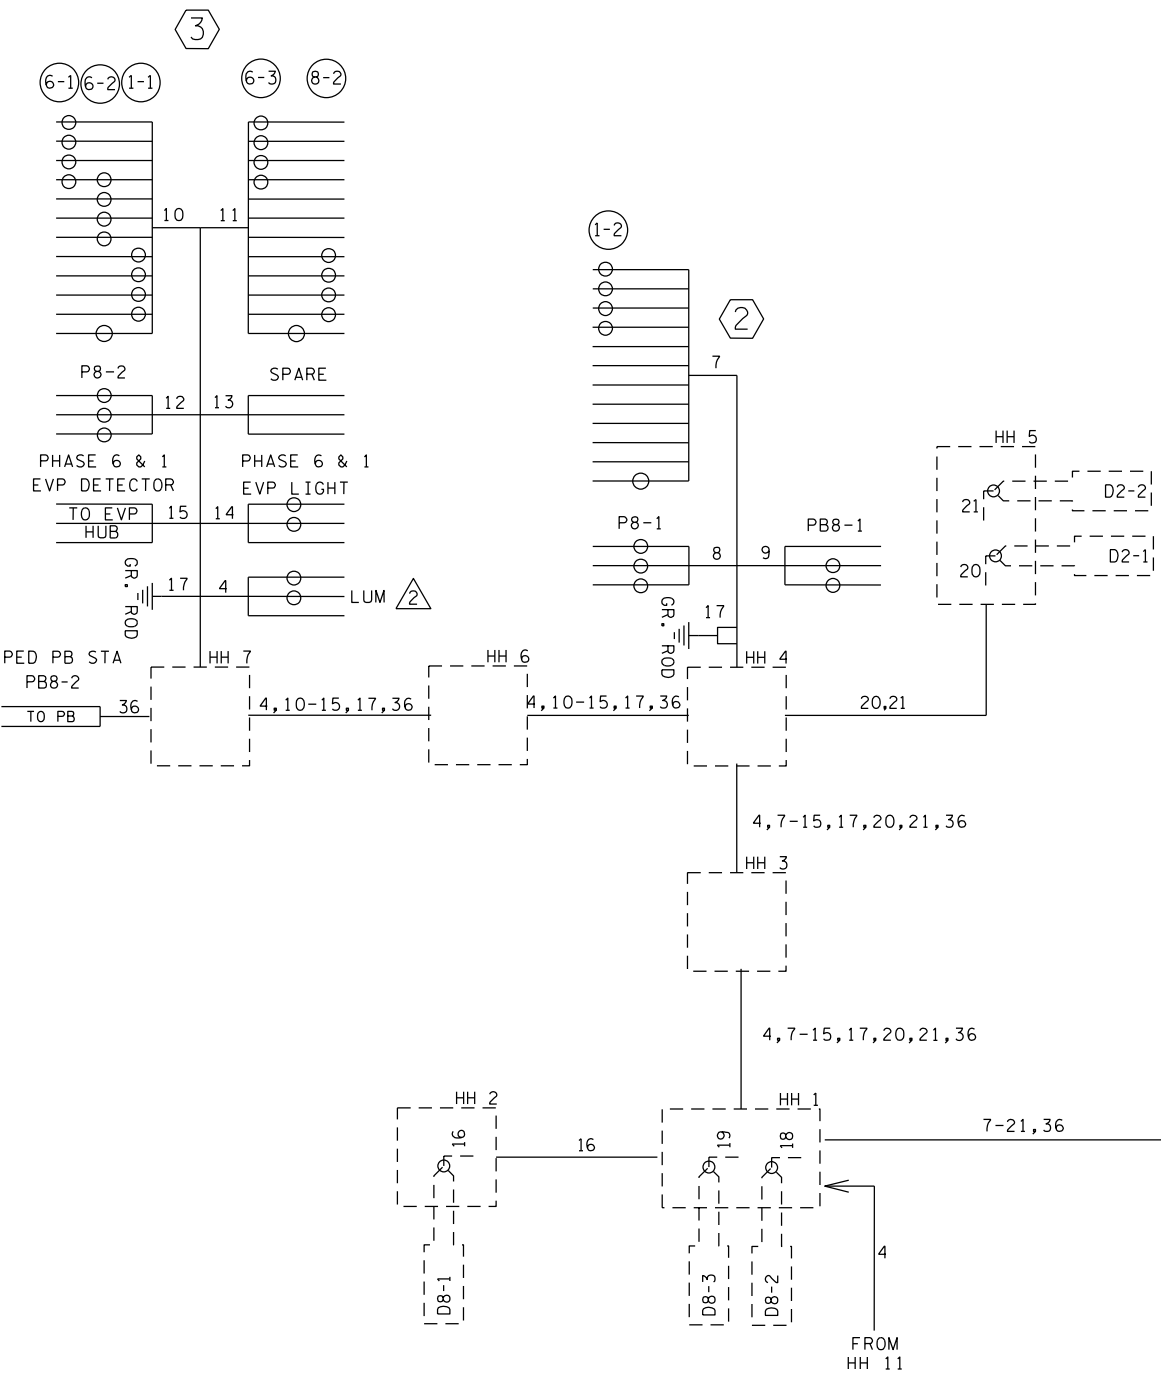 3
6-1 6-2 1-1 6-3 8-2
10 11
1-2
2
7
P8-2 SPARE
12 13
PHASE 6 & 1 PHASE 6 & 1
EVP DETECTOR EVP LIGHT
TO EVP 15 14
HUB
GR. ROD 17 4 LUM 2
P8-1 PB8-1
8 9
GR. ROD 17
HH 5
21 D2-2
20 D2-1
PED PB STA
PB8-2
TO PB 36
HH 7 HH 6 HH 4
4,10-15,17,36 4,10-15,17,36 20,21
4,7-15,17,20,21,36
HH 3
4,7-15,17,20,21,36
HH 2 HH 1
16 16 19 18 7-21,36
D8-1 D8-3 D8-2
4
FROM
HH 11